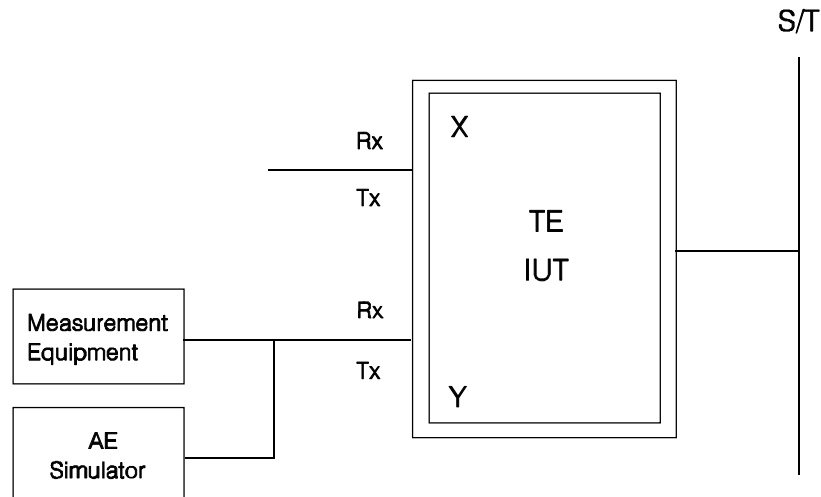 S/T
Rx
X
Tx
TE
IUT
Rx
Measurement
Equipment
Tx
Y
AE
Simulator